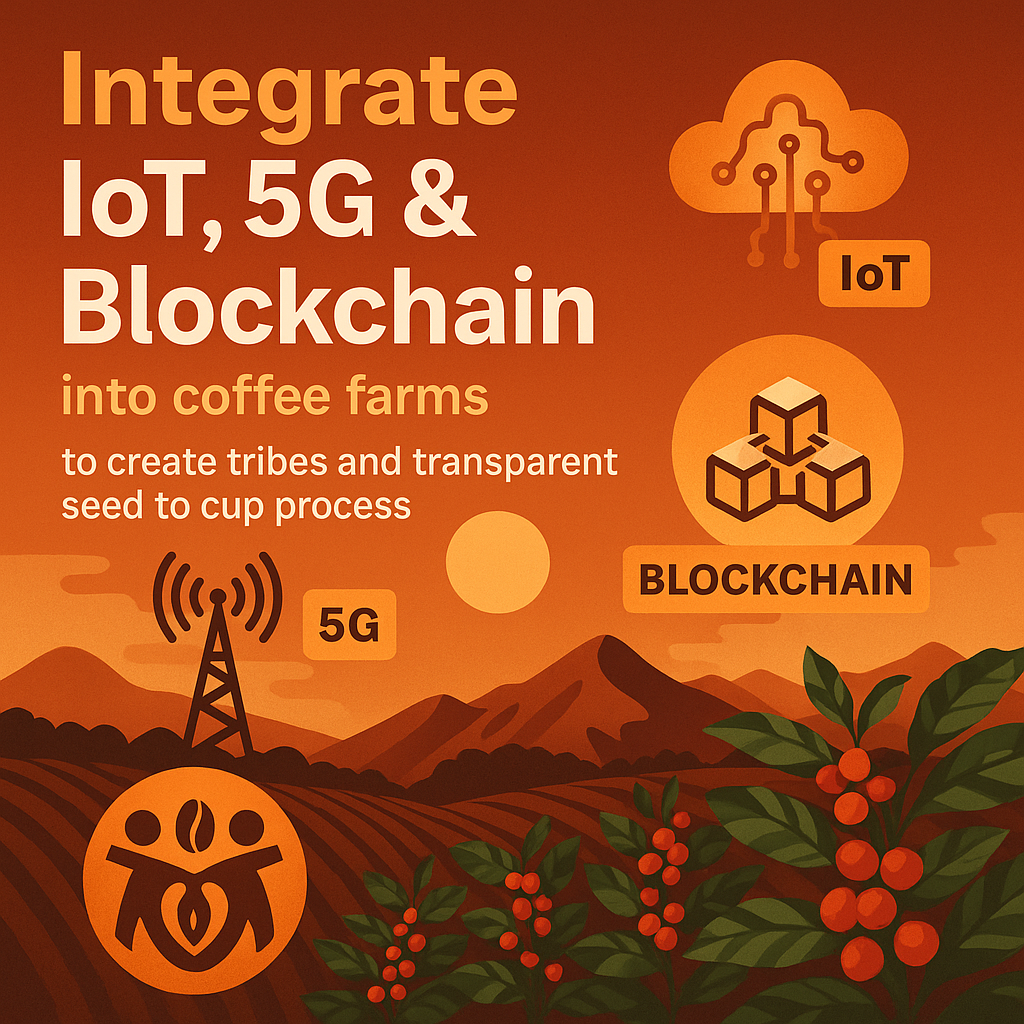 Integrate
IoT, 5G &
Blockchain
into coffee farms
to create tribes and transparent
seed to cup process
IoT
BLOCKCHAIN
5G